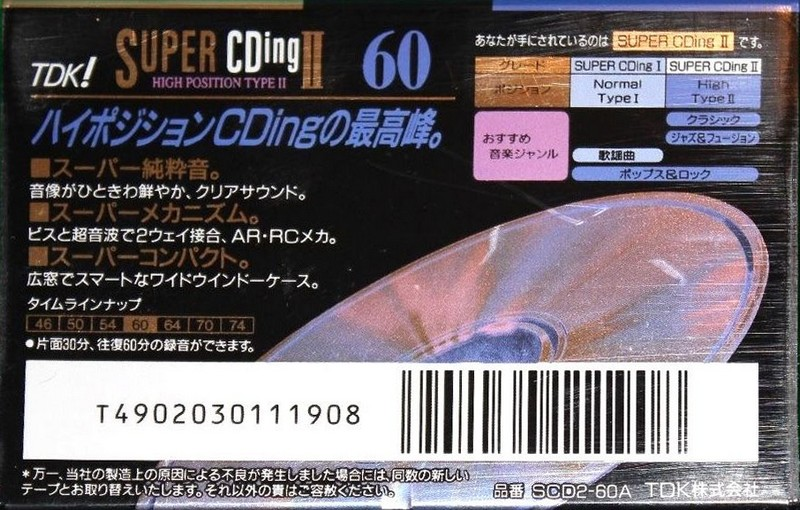 TDK! SUPER CDing II 60
HIGH POSITION TYPE II
ハイポジションCDingの最高峰。
■スーパー純粋音。
音像がひときわ鮮やか、クリアサウンド。
■スーパーメカニズム。
ビスと超音波で2ウェイ接合、AR・RCメカ。
■スーパーコンパクト。
広窓でスマートなワイドウインドーケース。
タイムラインナップ
46 50 54 60 64 70 74
●片面30分、往復60分の録音ができます。
あなたが手にされているのは SUPER CDing II です。
グレード SUPER CDing I SUPER CDing II
ポジション Normal Type I High Type II
おすすめ音楽ジャンル
クラシック
ジャズ&フュージョン
歌謡曲
ポップス&ロック
T4902030111908
*万一、当社の製造上の原因による不良が発生しました場合には、同数の新しい
テープとお取り替えいたします。それ以外の責はご容赦ください。
品番 SCD2-60A TDK株式会社